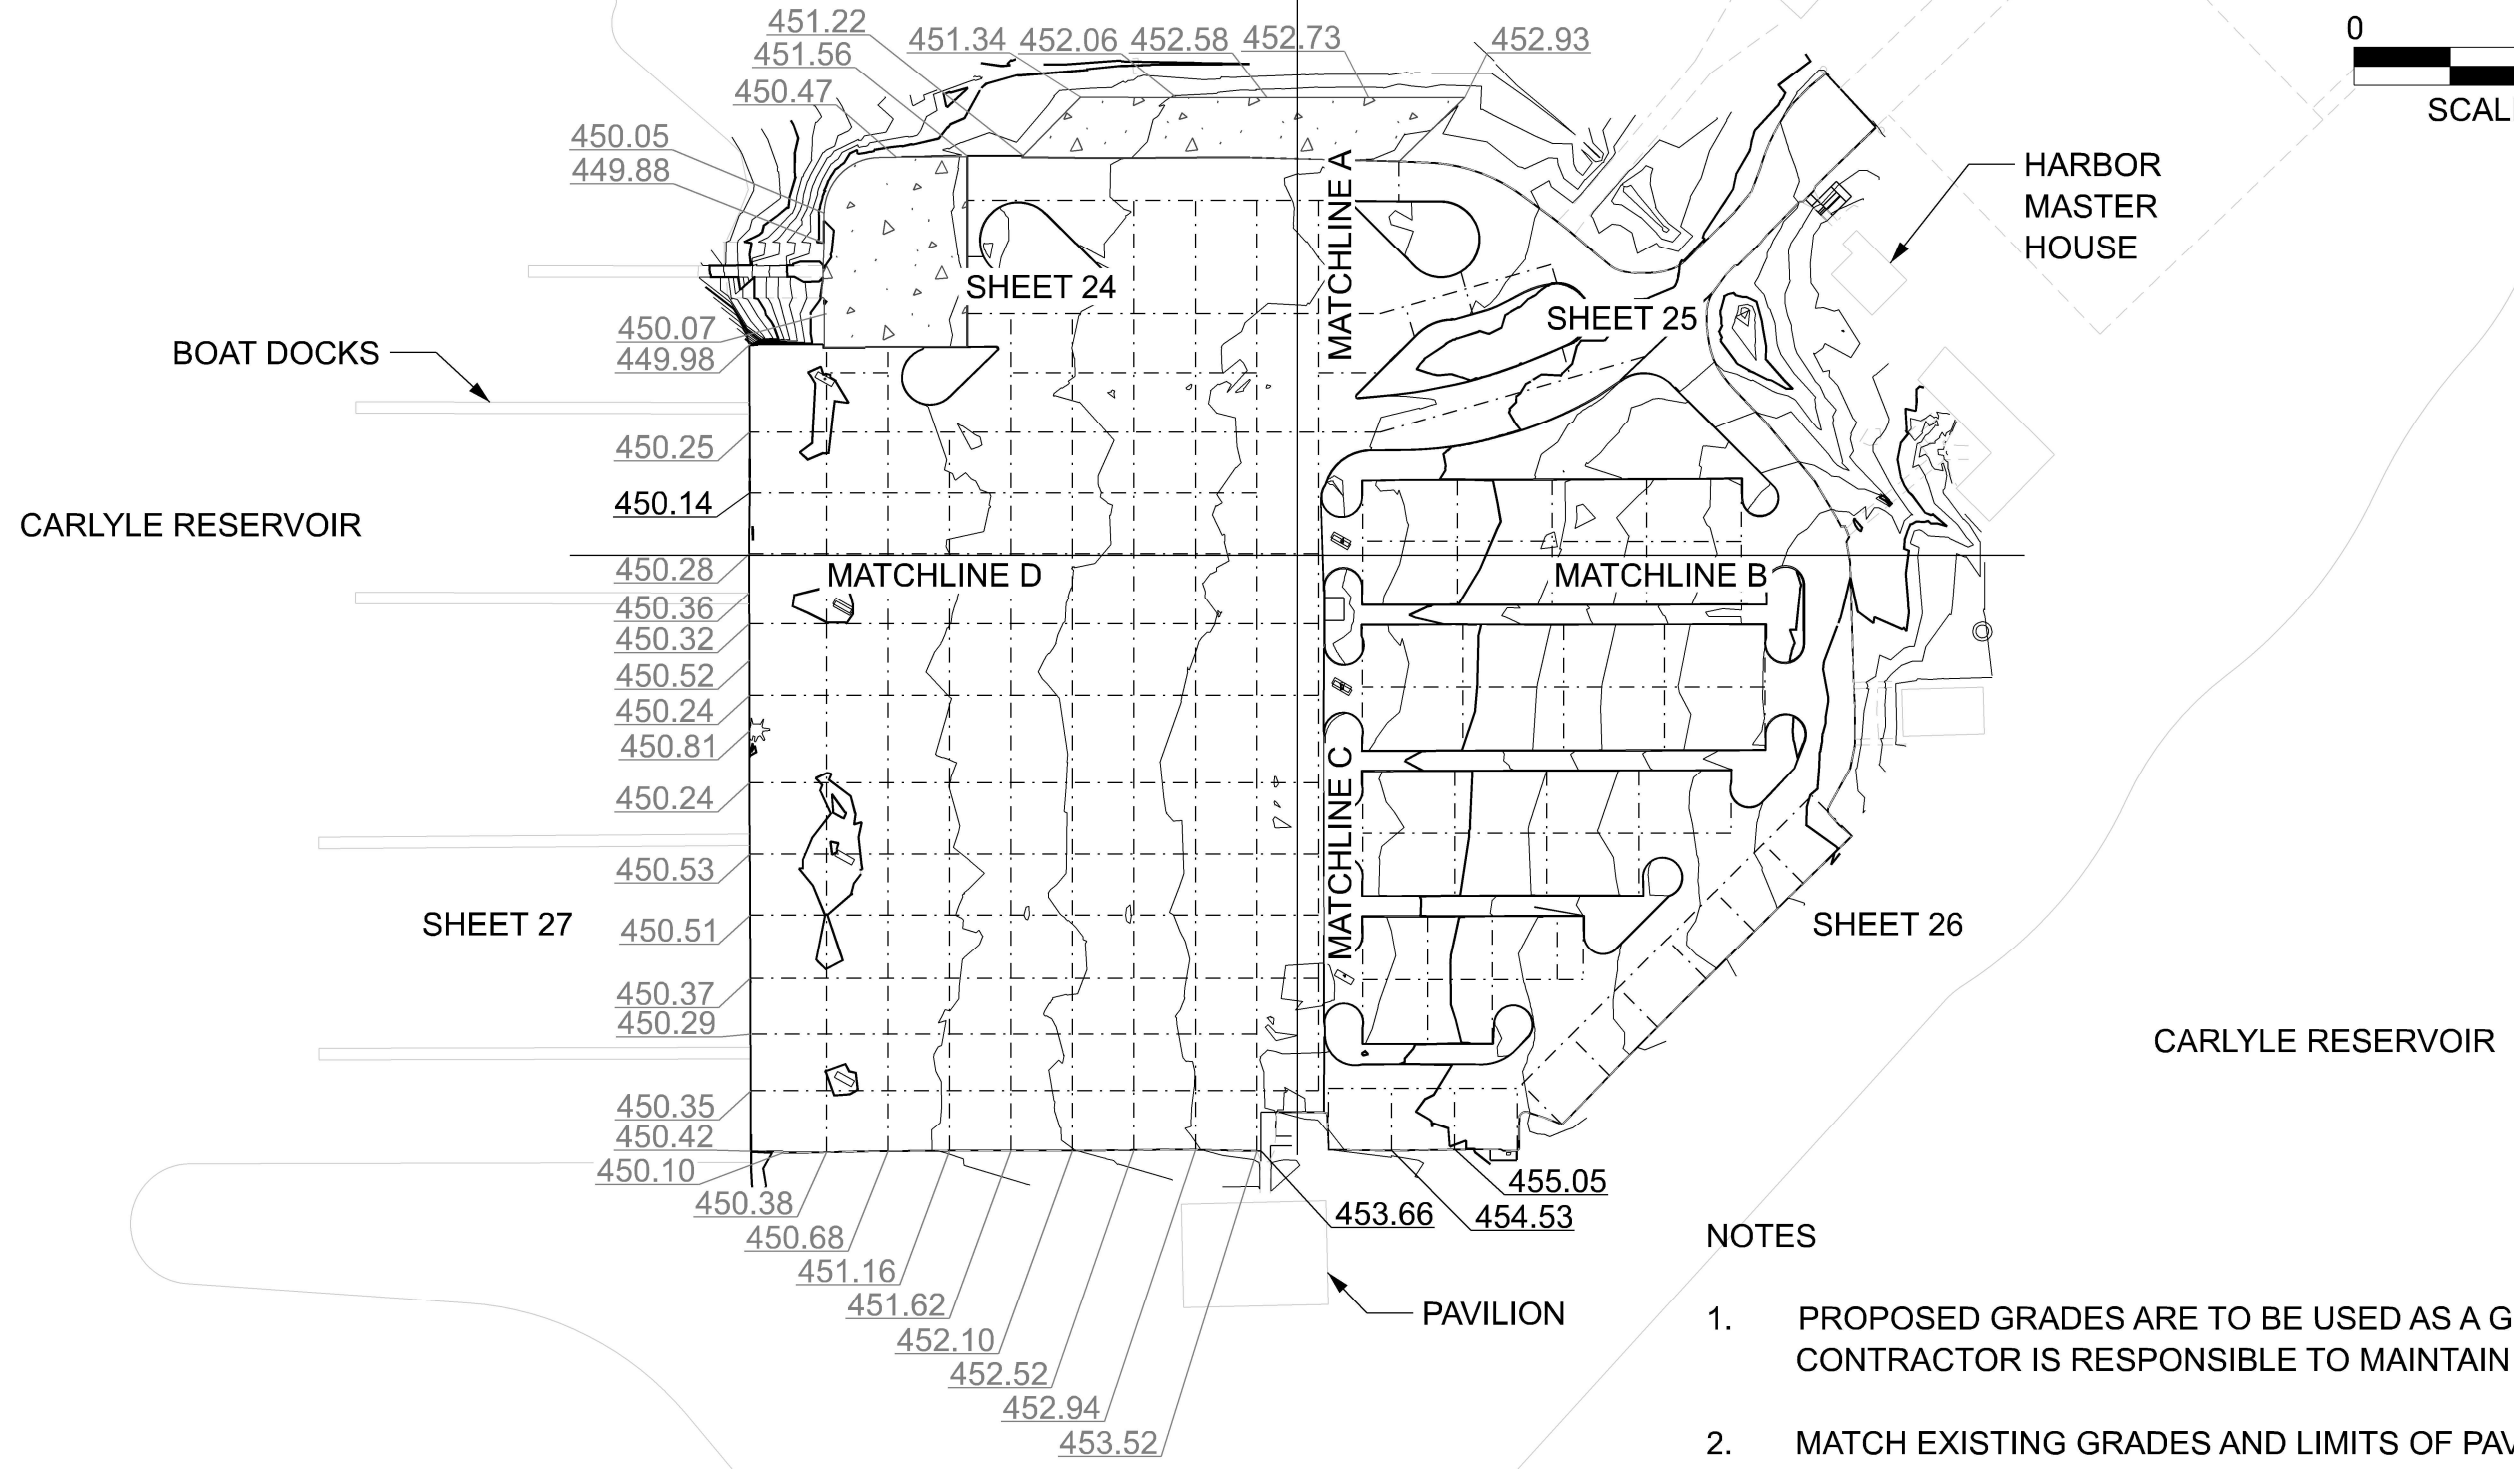 451.22
451.34
452.06
452.58
452.73
452.93
451.56
450.47
450.05
449.88
0
SCAL
HARBOR
MASTER
HOUSE
MATCHLINE A
SHEET 24
SHEET 25
450.07
449.98
BOAT DOCKS
450.25
450.14
CARLYLE RESERVOIR
450.28
MATCHLINE D
MATCHLINE B
450.36
450.32
450.52
450.24
450.81
450.24
MATCHLINE C
450.53
SHEET 27
450.51
SHEET 26
450.37
450.29
CARLYLE RESERVOIR
450.35
450.42
450.10
450.38
450.68
451.16
451.62
452.10
452.52
452.94
453.52
455.05
453.66
454.53
PAVILION
NOTES
1. PROPOSED GRADES ARE TO BE USED AS A G
CONTRACTOR IS RESPONSIBLE TO MAINTAIN
2. MATCH EXISTING GRADES AND LIMITS OF PAV